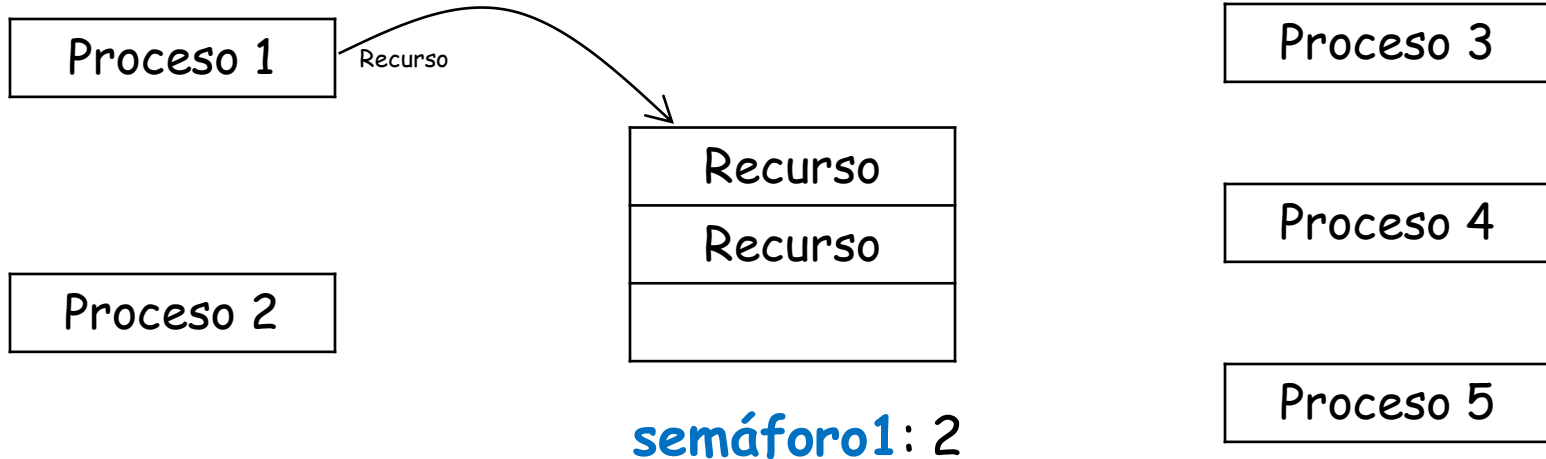 Proceso 1
Recurso
Proceso 2
Recurso
Recurso
semáforo1: 2
Proceso 3
Proceso 4
Proceso 5